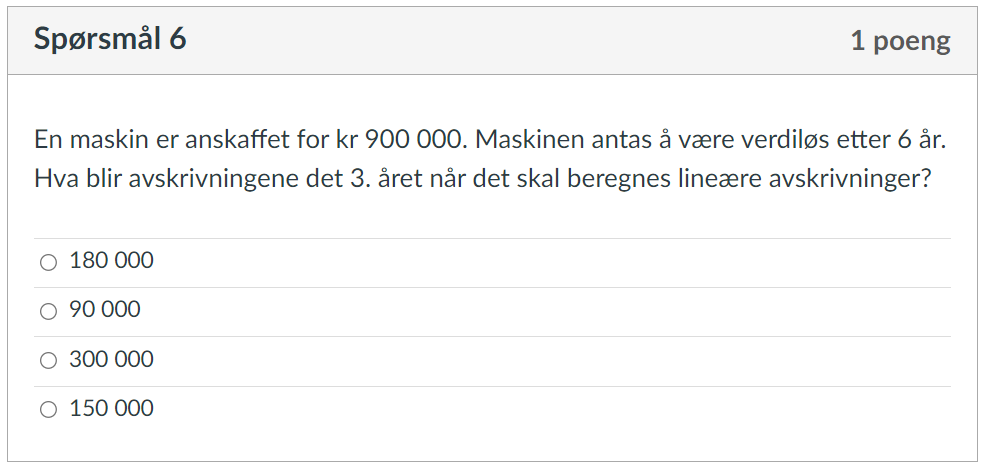 Spørsmål 6
1 poeng
En maskin er anskaffet for kr 900 000. Maskinen antas å være verdiløs etter 6 år.
Hva blir avskrivningene det 3. året når det skal beregnes lineære avskrivninger?
180 000
90 000
300 000
150 000